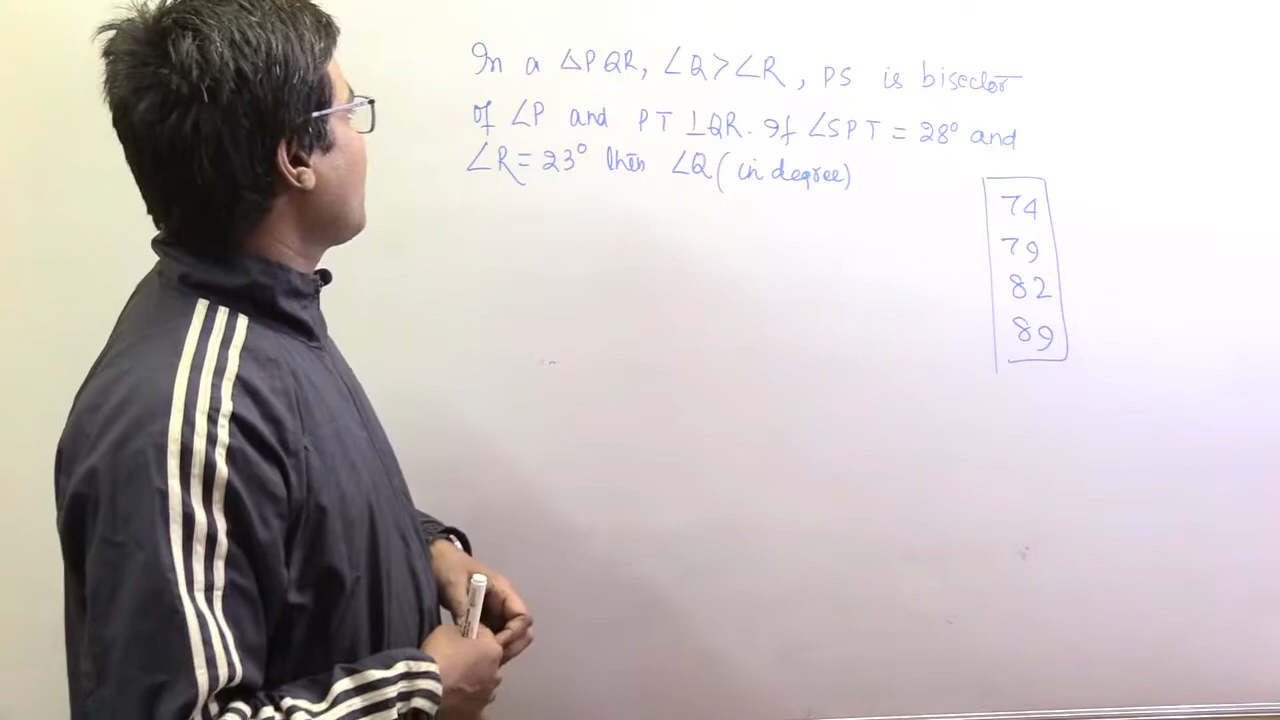 In a △PQR, ∠Q>∠R, PS is bisector
of ∠P and PT ⊥QR. If ∠SPT = 28° and
∠R = 23° then ∠Q (in degree)
74
79
82
89